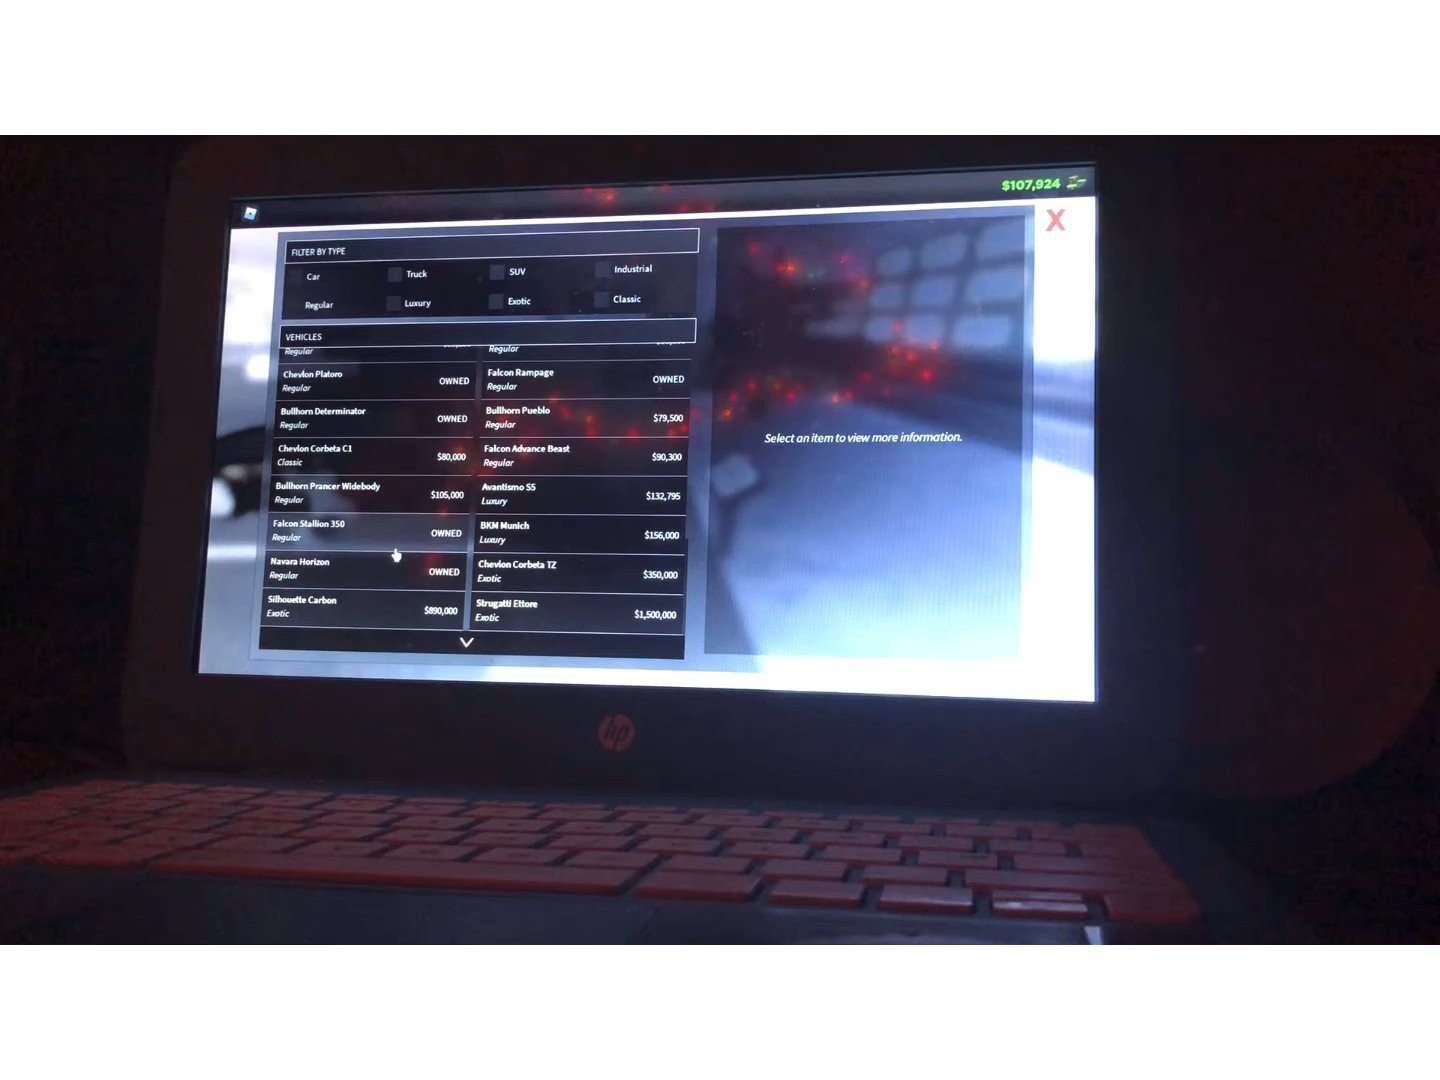 $107,924
X
FILTER BY TYPE
Car
Truck
SUV
Industrial
Regular
Luxury
Exotic
Classic
VEHICLES
Regular
Regular
Chevlon Platoro
Regular
OWNED
Falcon Rampage
Regular
OWNED
Bullhorn Determinator
Regular
OWNED
Bullhorn Pueblo
Regular
$79,500
Chevlon Corbeta C1
Classic
$80,000
Falcon Advance Beast
Regular
$90,300
Bullhorn Prancer Widebody
Regular
$105,000
Avantismo S5
Luxury
$132,795
Falcon Stallion 350
Regular
OWNED
BKM Munich
Luxury
$156,000
Navara Horizon
Regular
OWNED
Chevlon Corbeta TZ
Exotic
$350,000
Silhouette Carbon
Exotic
$890,000
Strugatti Ettore
Exotic
$1,500,000
Select an item to view more information.
hp